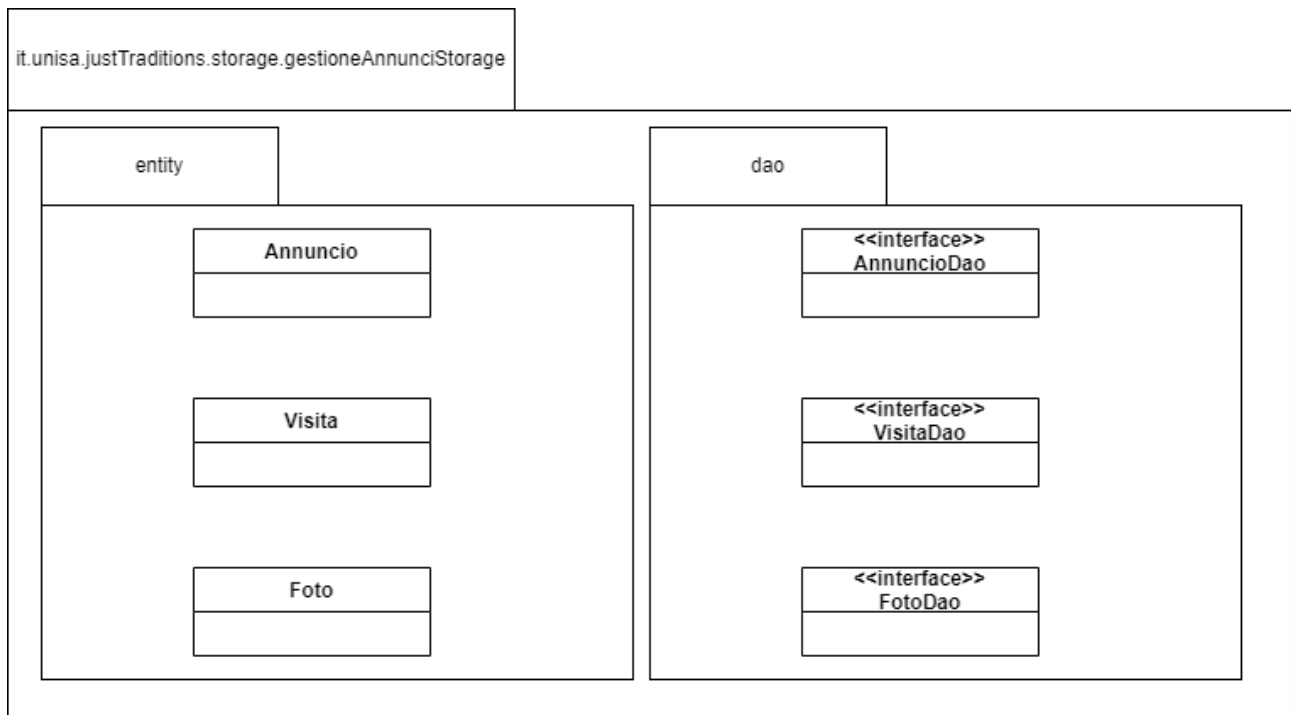 it.unisa.justTraditions.storage.gestioneAnnunciStorage
entity
Annuncio
Visita
Foto
dao
<<interface>>
AnnuncioDao
<<interface>>
VisitaDao
<<interface>>
FotoDao